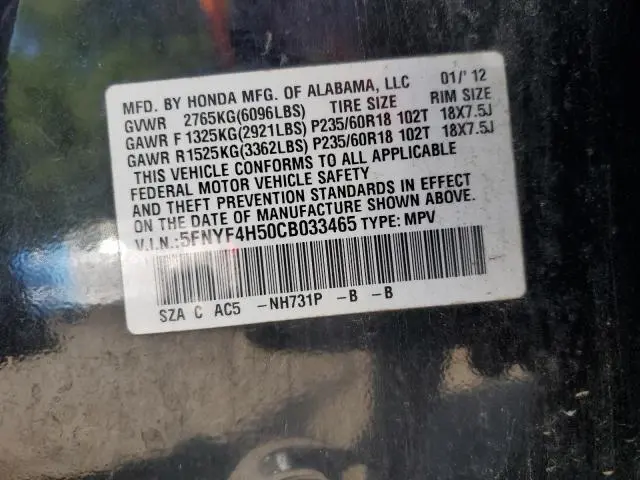 MFD. BY HONDA MFG. OF ALABAMA, LLC 01/'12
GVWR 2765KG(6096LBS) TIRE SIZE RIM SIZE
GAWR F 1325KG(2921LBS) P235/60R18 102T 18X7.5J
GAWR R 1525KG(3362LBS) P235/60R18 102T 18X7.5J
THIS VEHICLE CONFORMS TO ALL APPLICABLE
FEDERAL MOTOR VEHICLE SAFETY
AND THEFT PREVENTION STANDARDS IN EFFECT
ON THE DATE OF MANUFACTURE SHOWN ABOVE.
V.I.N.:5FNYF4H50CB033465 TYPE: MPV
SZA C AC5 -NH731P -B -B